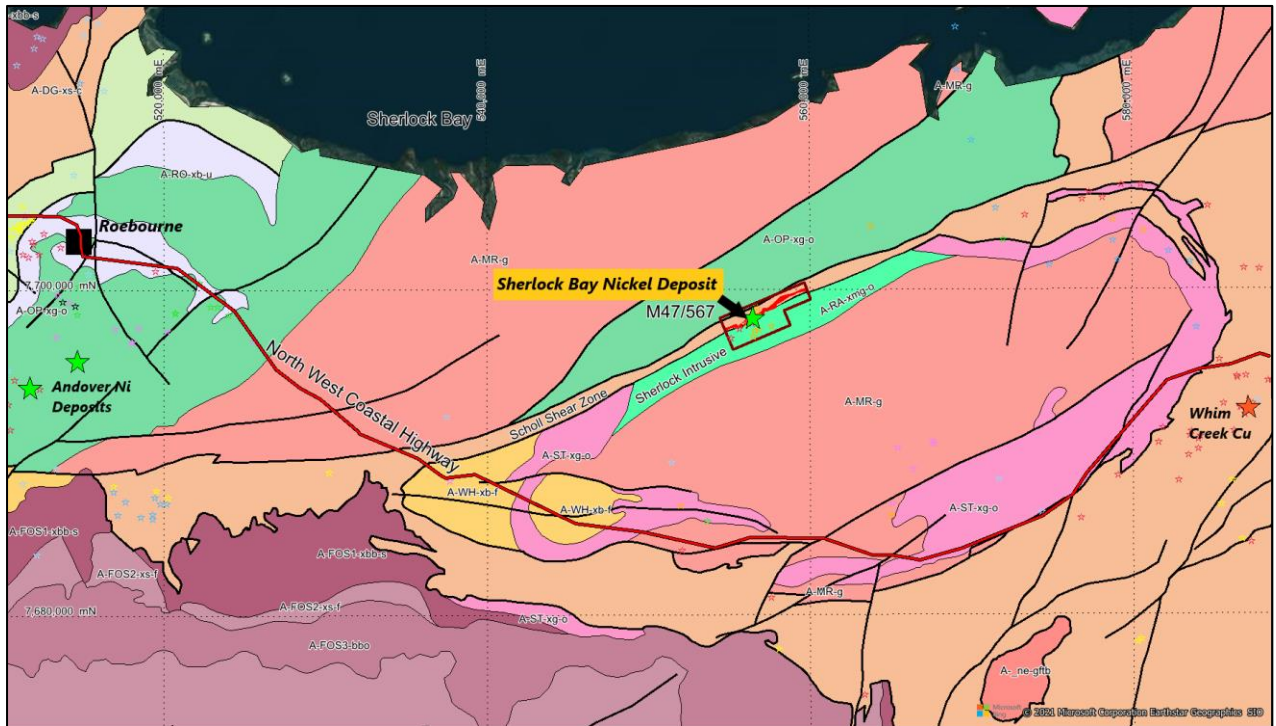 -xbb-s
A-DG-xs-c
520,000 mE
540,000 mE
560,000 mE
580,000 mE
Sherlock Bay
A-MR-g
A-RO-xb-u
Roebourne
A-MR-g
A-OP-xg-o
7,700,000 mN
A-OP-xg-o
Sherlock Bay Nickel Deposit
M47/567
A-RA-xmg-o
Sherlock Intrusive
Scholl Shear Zone
North West Coastal Highway
Andover Ni
Deposits
A-MR-g
Whim
Creek Cu
A-ST-xg-o
A-WH-xb-f
A-WH-xb-f
A-ST-xg-o
A-FOS1-xbb-s
A-FOS1-xbb-s
A-FOS2-xs-f
A-FOS2-xs-f
7,680,000 mN
A-MR-g
A-ST-xg-o
A-FOS3-bbo
A-_ne-gftb
Microsoft
Bing
© 2021 Microsoft Corporation Earthstar Geographics SIO